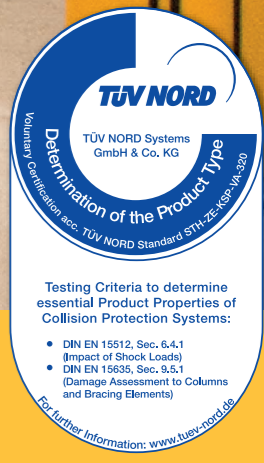 TÜV NORD
TÜV NORD Systems
GmbH & Co. KG
Determination of the Product Type
Voluntary Certification acc. TÜV NORD Standard STH-ZE-KSP-VA-320
Testing Criteria to determine
essential Product Properties of
Collision Protection Systems:
• DIN EN 15512, Sec. 6.4.1
(Impact of Shock Loads)
• DIN EN 15635, Sec. 9.5.1
(Damage Assessment to Columns
and Bracing Elements)
For further Information: www.tuev-nord.de